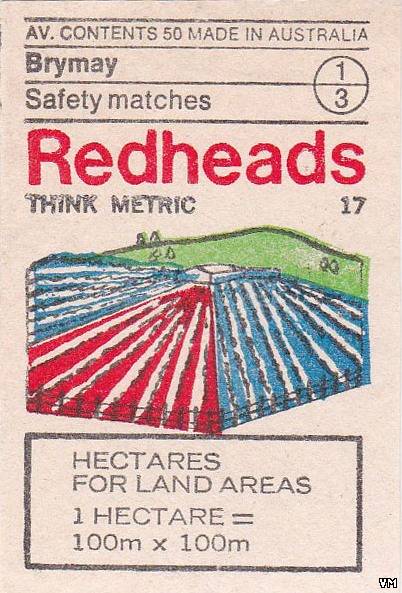 AV. CONTENTS 50 MADE IN AUSTRALIA
Brymay
Safety matches
1
3
Redheads
THINK METRIC 17
HECTARES
FOR LAND AREAS
1 HECTARE =
100m x 100m
VM